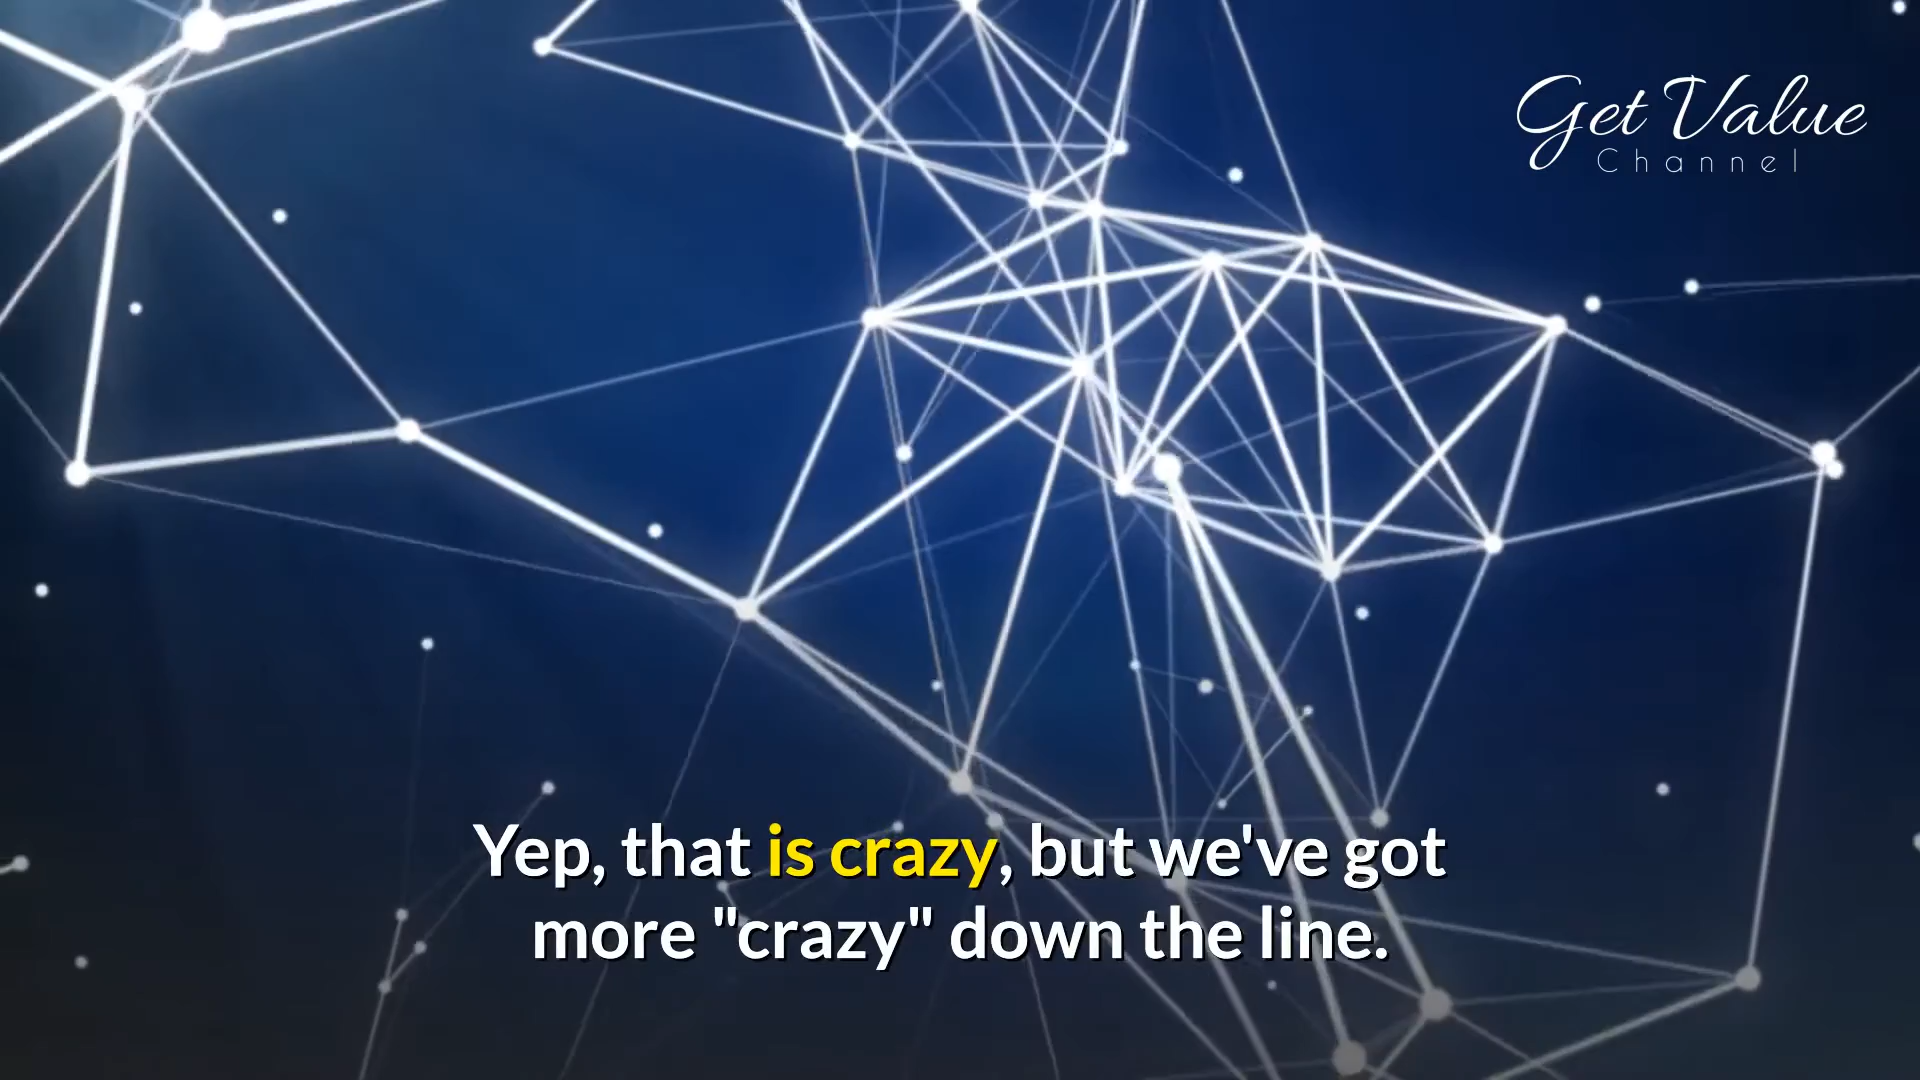 Get Value
Channel
Yep, that is crazy, but we've got
more "crazy" down the line.